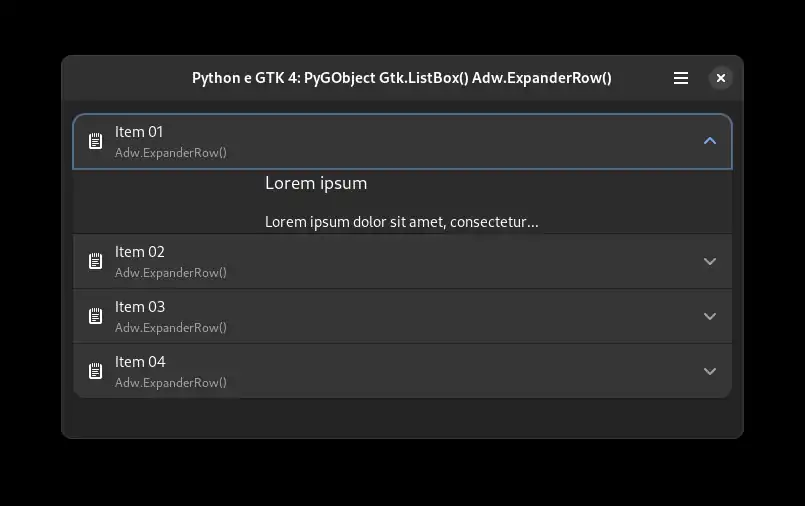 Python e GTK 4: PyGObject Gtk.ListBox() Adw.ExpanderRow()
Item 01
Adw.ExpanderRow()
Lorem ipsum
Lorem ipsum dolor sit amet, consectetur...
Item 02
Adw.ExpanderRow()
Item 03
Adw.ExpanderRow()
Item 04
Adw.ExpanderRow()